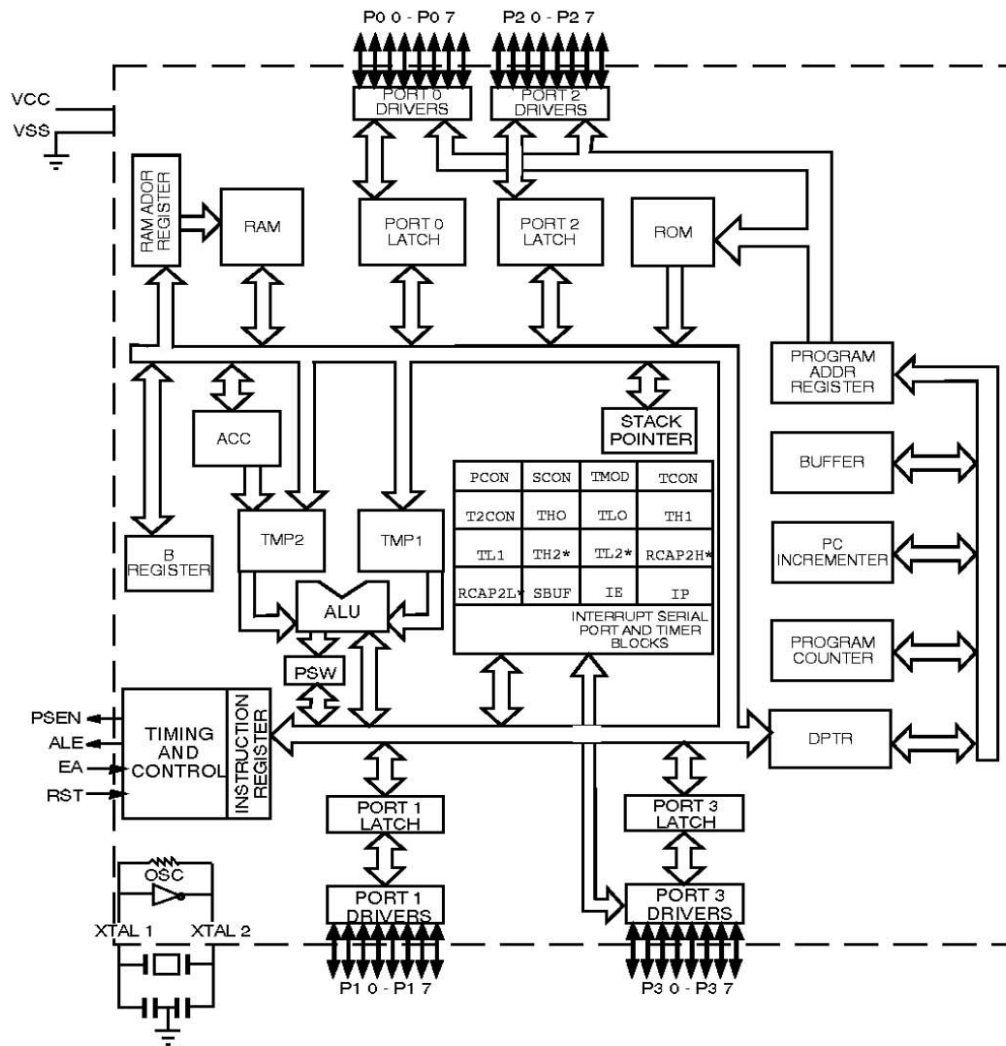 P0 0 - P0 7
P2 0 - P2 7
VCC
VSS
PORT 0
DRIVERS
PORT 2
DRIVERS
RAM ADDR
REGISTER
RAM
PORT 0
LATCH
PORT 2
LATCH
ROM
PROGRAM
ADDR
REGISTER
STACK
POINTER
ACC
BUFFER
PCON SCON TMOD TCON
T2CON TH0 TL0 TH1
TL1 TH2* TL2* RCAP2H*
RCAP2L* SBUF IE IP
INTERRUPT SERIAL
PORT AND TIMER
BLOCKS
TMP2
TMP1
B
REGISTER
PC
INCREMENTER
ALU
PROGRAM
COUNTER
PSW
PSEN
ALE
EA
RST
TIMING
AND
CONTROL
INSTRUCTION
REGISTER
DPTR
PORT 1
LATCH
PORT 3
LATCH
OSC
PORT 1
DRIVERS
PORT 3
DRIVERS
XTAL 1
XTAL 2
P1 0 - P1 7
P3 0 - P3 7